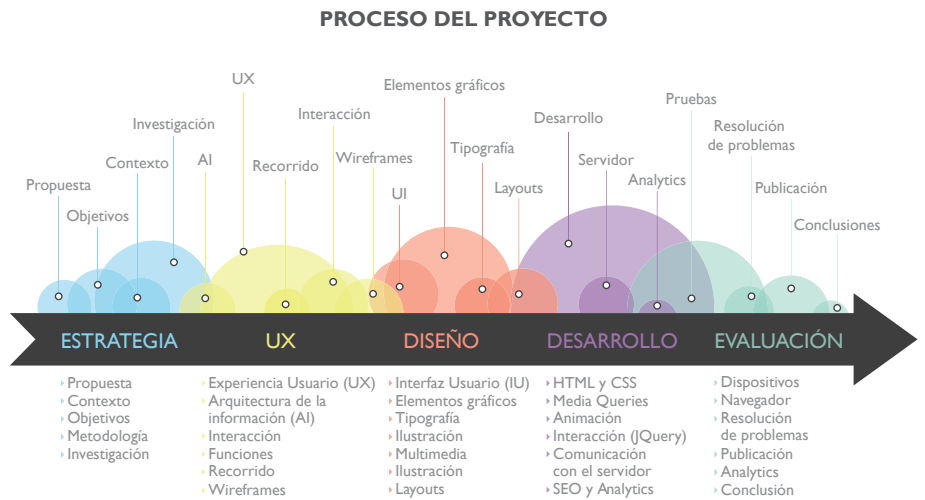 PROCESO DEL PROYECTO
UX
Elementos gráficos
Pruebas
Interacción
Desarrollo
Investigación
Resolución
de problemas
Tipografía
Contexto
AI
Recorrido
Wireframes
Servidor
Propuesta
UI
Layouts
Analytics
Publicación
Objetivos
Conclusiones
ESTRATEGIA
UX
DISEÑO
DESARROLLO
EVALUACIÓN
Propuesta
Contexto
Objetivos
Metodología
Investigación
Experiencia Usuario (UX)
Arquitectura de la
información (AI)
Interacción
Funciones
Recorrido
Wireframes
Interfaz Usuario (IU)
Elementos gráficos
Tipografía
Ilustración
Multimedia
Ilustración
Layouts
HTML y CSS
Media Queries
Animación
Interacción (JQuery)
Comunicación
con el servidor
SEO y Analytics
Dispositivos
Navegador
Resolución
de problemas
Publicación
Analytics
Conclusión